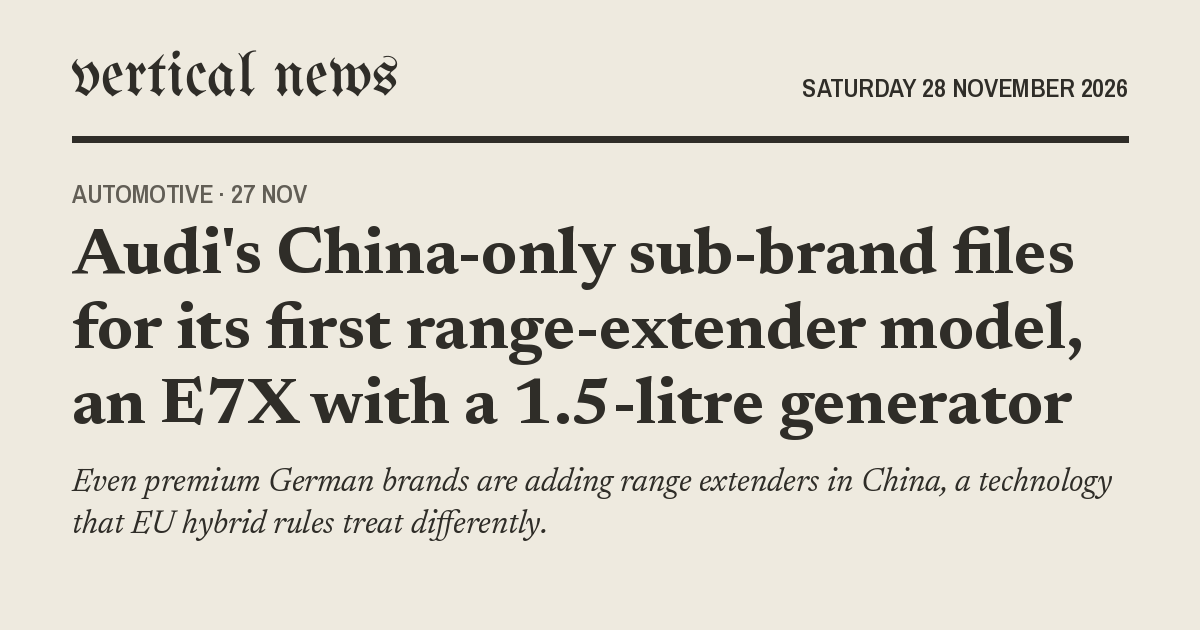 vertical news
SATURDAY 28 NOVEMBER 2026
AUTOMOTIVE · 27 NOV
Audi's China-only sub-brand files
for its first range-extender model,
an E7X with a 1.5-litre generator
Even premium German brands are adding range extenders in China, a technology
that EU hybrid rules treat differently.